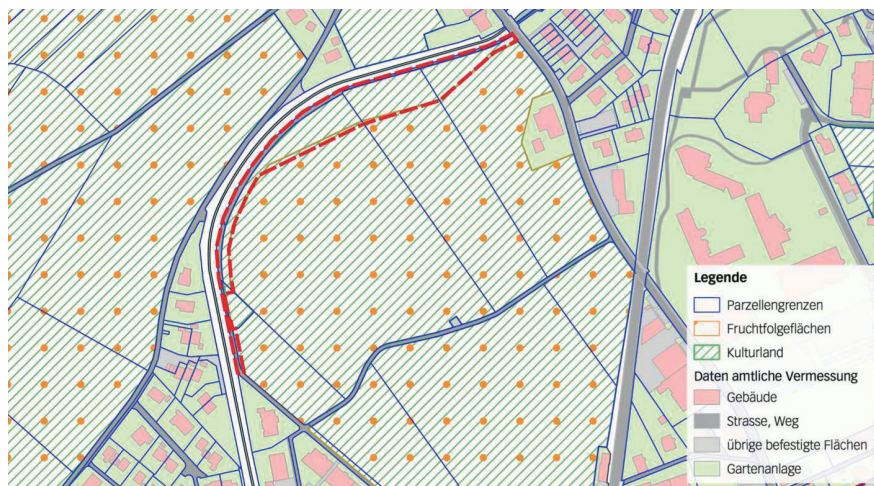 Legende
Parzellengrenzen
Fruchtfolgeflächen
Kulturland
Daten amtliche Vermessung
Gebäude
Strasse, Weg
übrige befestigte Flächen
Gartenanlage